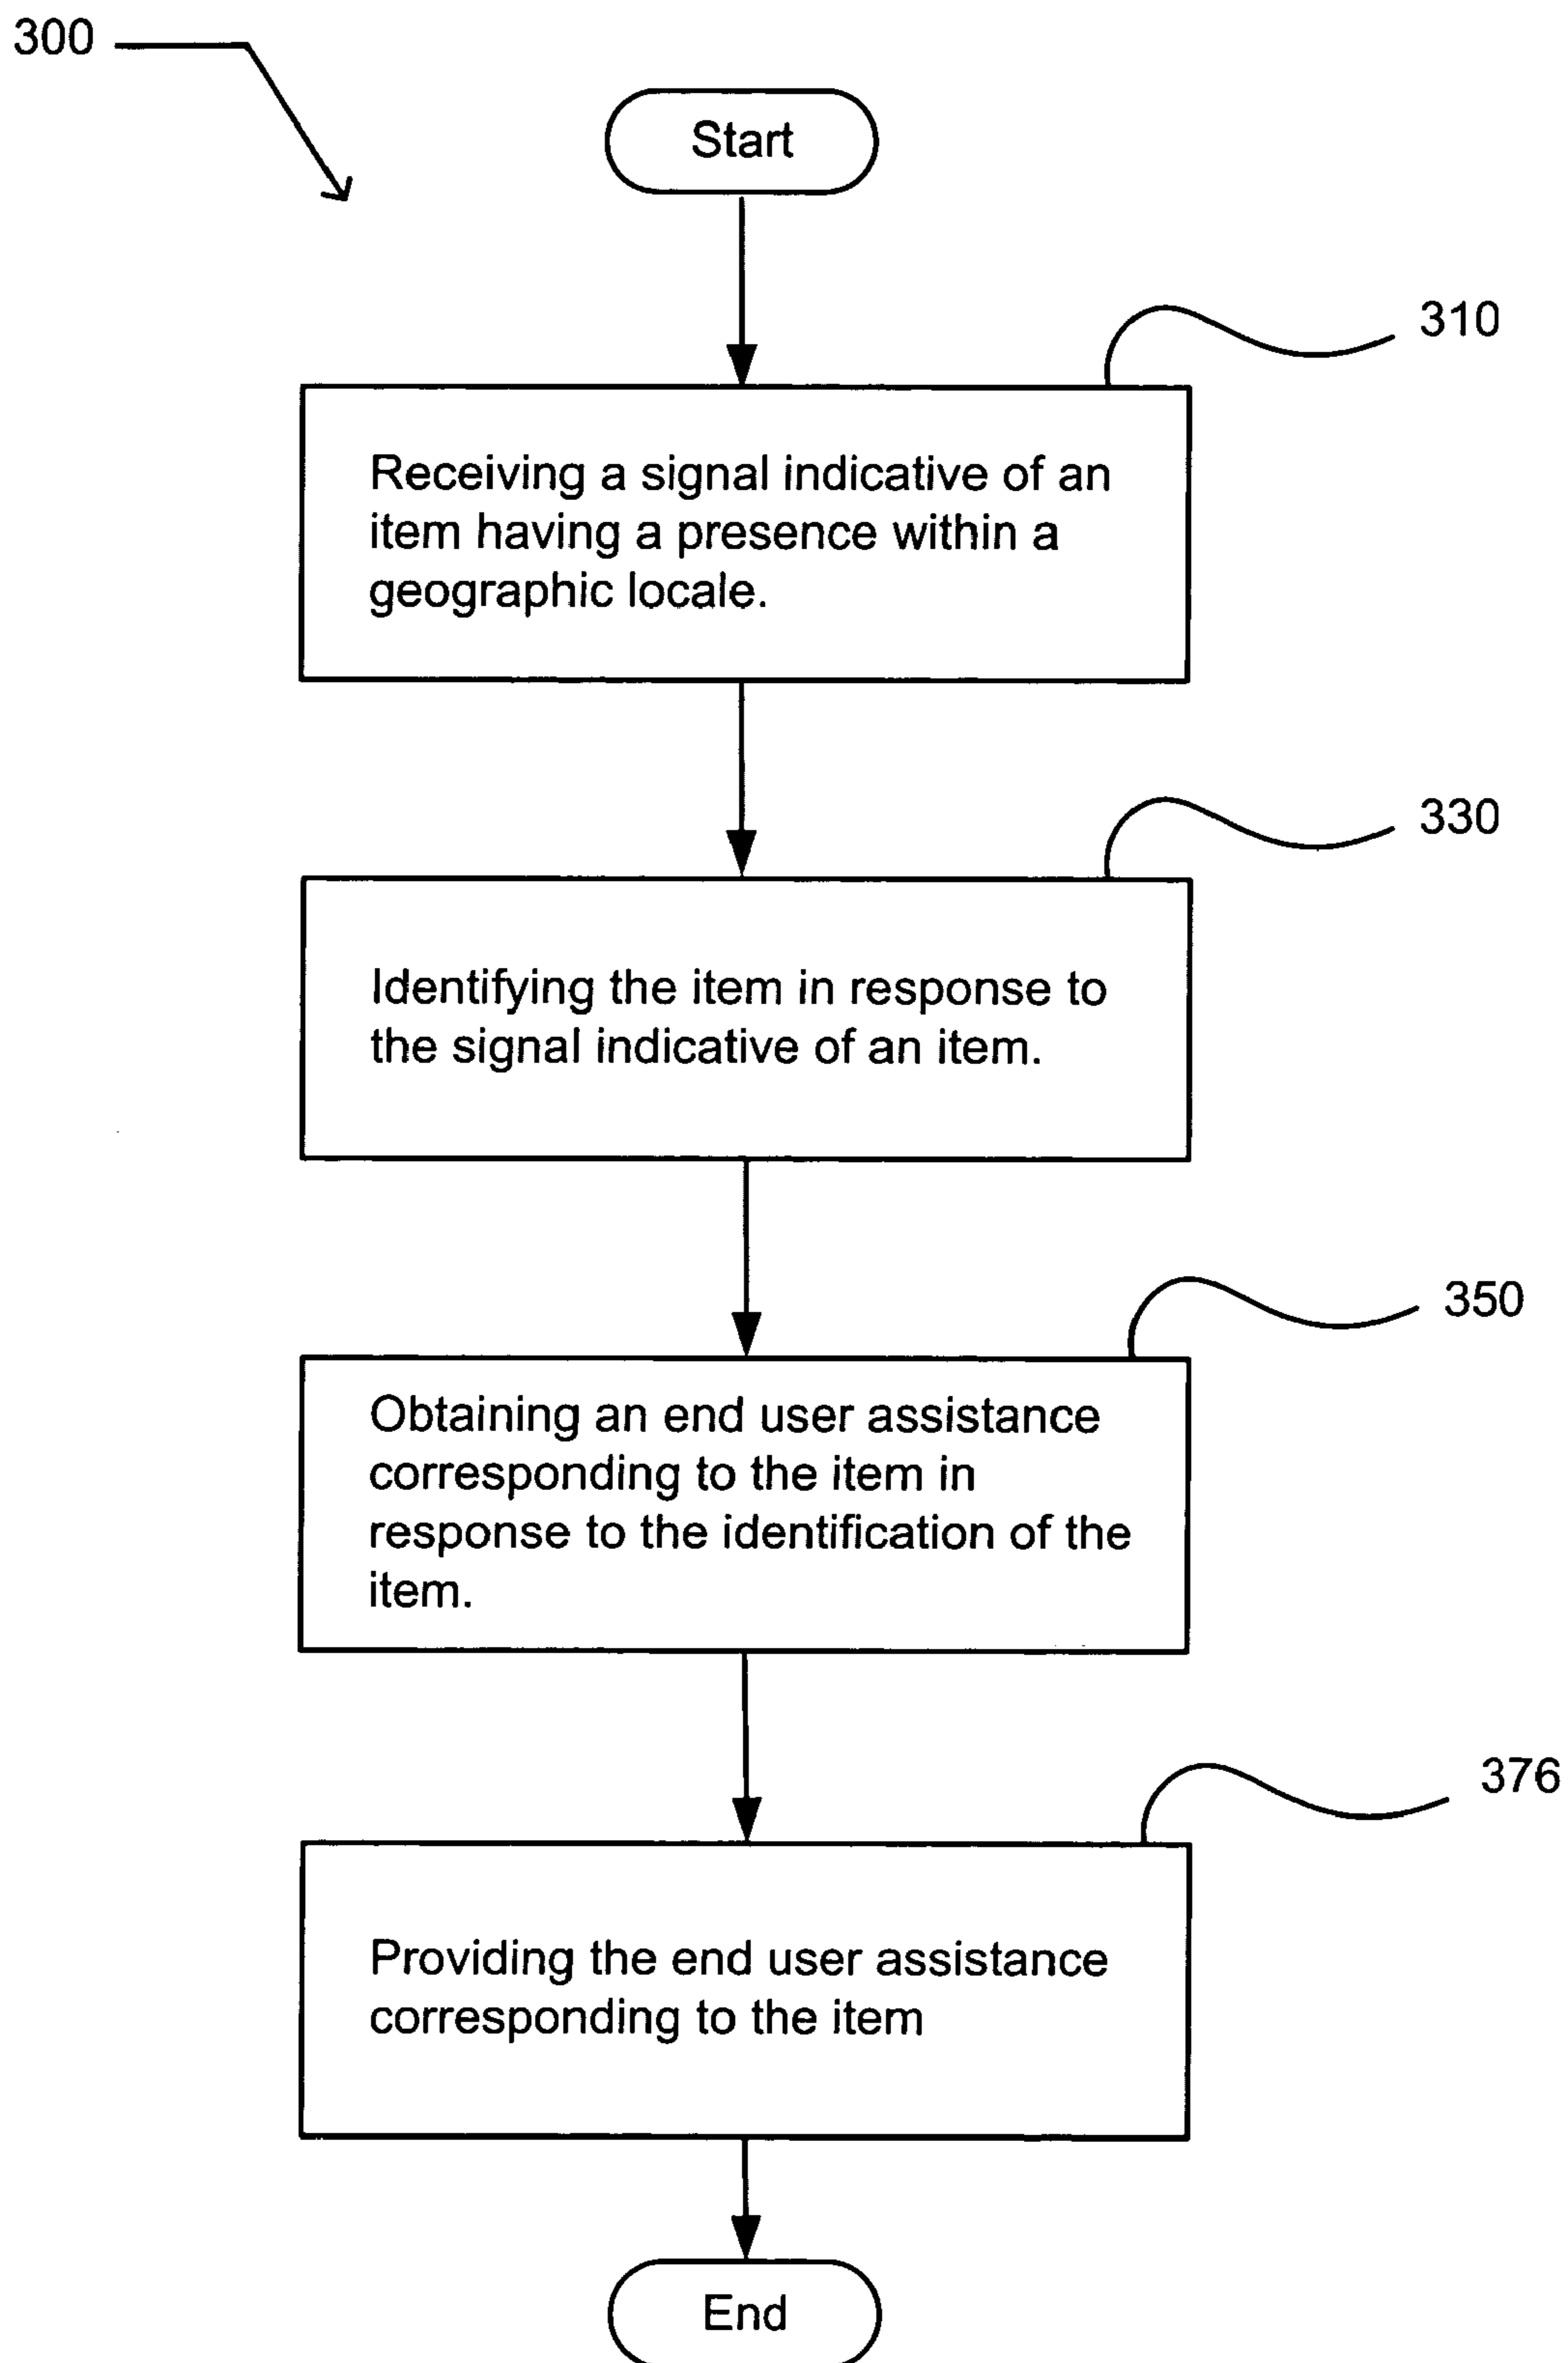 300
Start
310
Receiving a signal indicative of an
item having a presence within a
geographic locale.
330
Identifying the item in response to
the signal indicative of an item.
350
Obtaining an end user assistance
corresponding to the item in
response to the identification of the
item.
376
Providing the end user assistance
corresponding to the item
End